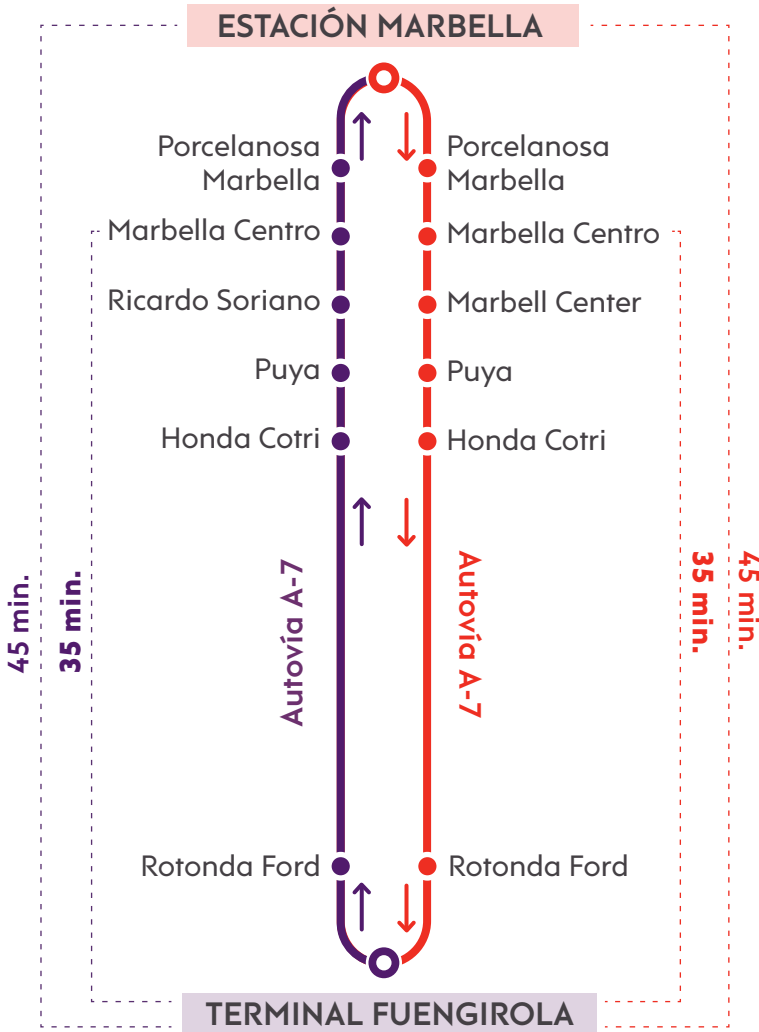 ESTACIÓN MARBELLA
Porcelanosa
Marbella
Porcelanosa
Marbella
Marbella Centro
Marbella Centro
Ricardo Soriano
Marbell Center
Puya
Puya
Honda Cotri
Honda Cotri
45 min.
35 min.
Autovía A-7
Autovía A-7
35 min.
45 min.
Rotonda Ford
Rotonda Ford
TERMINAL FUENGIROLA